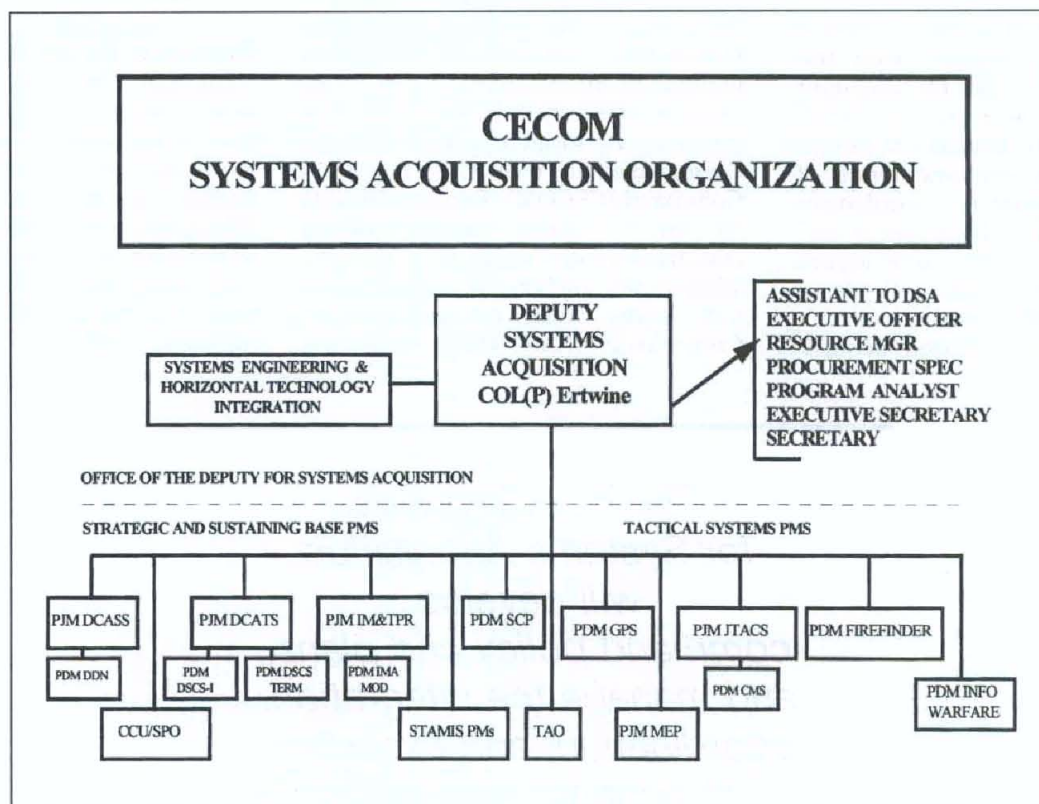 CECOM
SYSTEMS ACQUISITION ORGANIZATION
DEPUTY
SYSTEMS
ACQUISITION
COL(P) Ertwine
SYSTEMS ENGINEERING &
HORIZONTAL TECHNOLOGY
INTEGRATION
ASSISTANT TO DSA
EXECUTIVE OFFICER
RESOURCE MGR
PROCUREMENT SPEC
PROGRAM ANALYST
EXECUTIVE SECRETARY
SECRETARY
OFFICE OF THE DEPUTY FOR SYSTEMS ACQUISITION
STRATEGIC AND SUSTAINING BASE PMS
TACTICAL SYSTEMS PMS
PJM DCASS
PJM DCATS
PJM IM&TPR
PDM SCP
PDM GPS
PJM JTACS
PDM FIREFINDER
PDM DDN
PDM
DSCS-I
PDM DSCS
TERM
PDM IMA
MOD
PDM CMS
PDM INFO
WARFARE
CCU/SPO
STAMIS PMs
TAO
PJM MEP